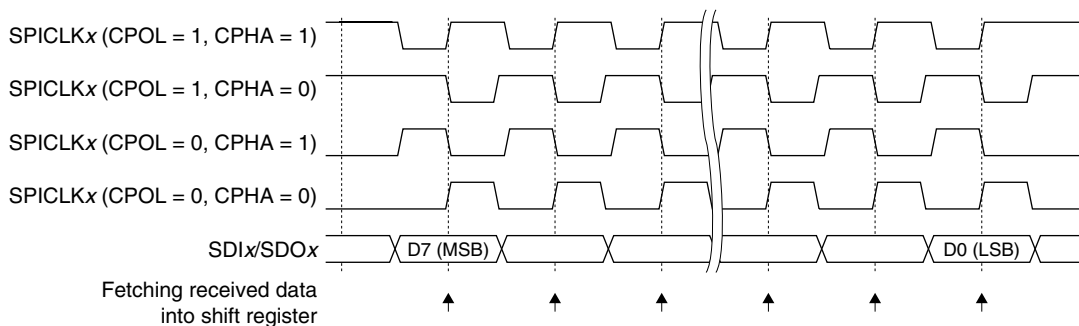 SPICLKx (CPOL = 1, CPHA = 1)
SPICLKx (CPOL = 1, CPHA = 0)
SPICLKx (CPOL = 0, CPHA = 1)
SPICLKx (CPOL = 0, CPHA = 0)
SDIx/SDOx D7 (MSB) D0 (LSB)
Fetching received data
into shift register